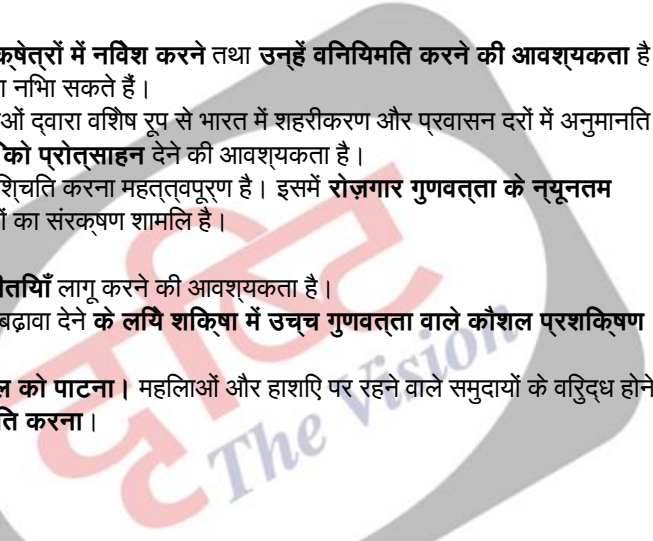 क्षेत्रों में निवेश करने तथा उन्हें विनियमित करने की आवश्यकता है
ा निभा सकते हैं।
ओं द्वारा विशेष रूप से भारत में शहरीकरण और प्रवासन दरों में अनुमानित
को प्रोत्साहन देने की आवश्यकता है।
श्चित करना महत्त्वपूर्ण है। इसमें रोज़गार गुणवत्ता के न्यूनतम
ों का संरक्षण शामिल है।
ीतियाँ लागू करने की आवश्यकता है।
बढ़ावा देने के लिये शिक्षा में उच्च गुणवत्ता वाले कौशल प्रशिक्षण
ल को पाटना। महिलाओं और हाशिए पर रहने वाले समुदायों के विरुद्ध होने
ति करना।
दृष्टि
The Vision